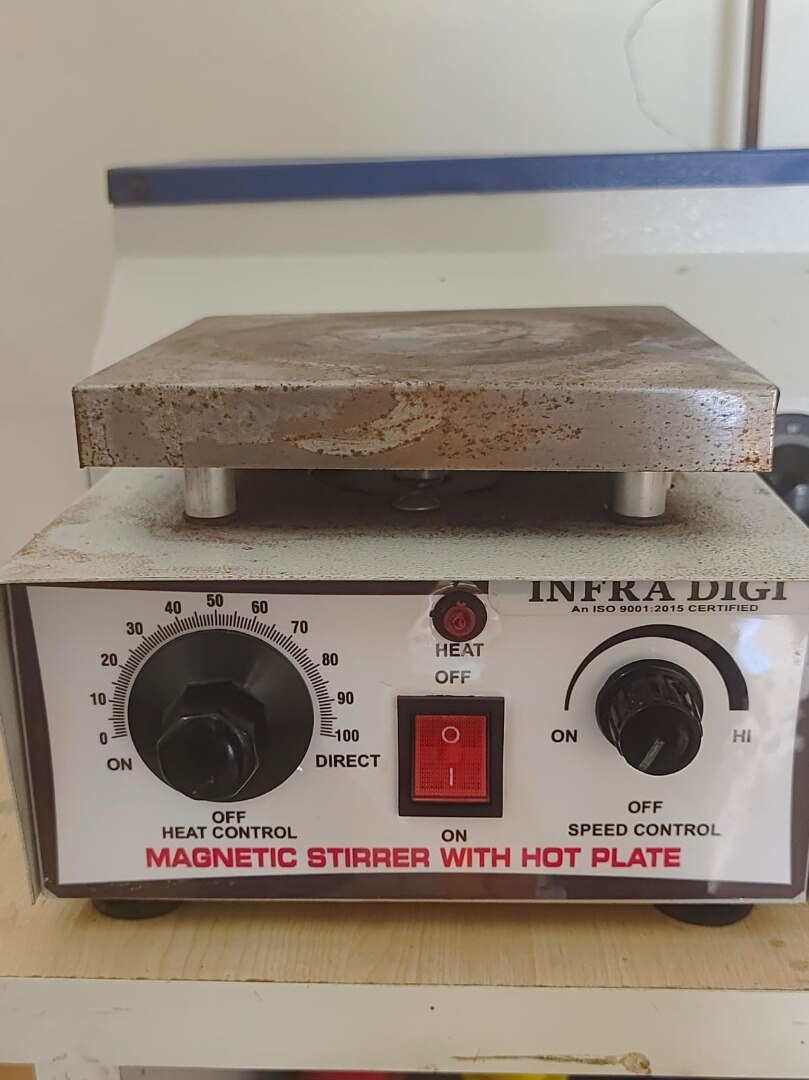 INFRA DIGI
An ISO 9001:2015 CERTIFIED
0 10 20 30 40 50 60 70 80 90 100
ON
DIRECT
OFF
HEAT CONTROL
HEAT
OFF
O
I
ON
ON
HI
OFF
SPEED CONTROL
MAGNETIC STIRRER WITH HOT PLATE